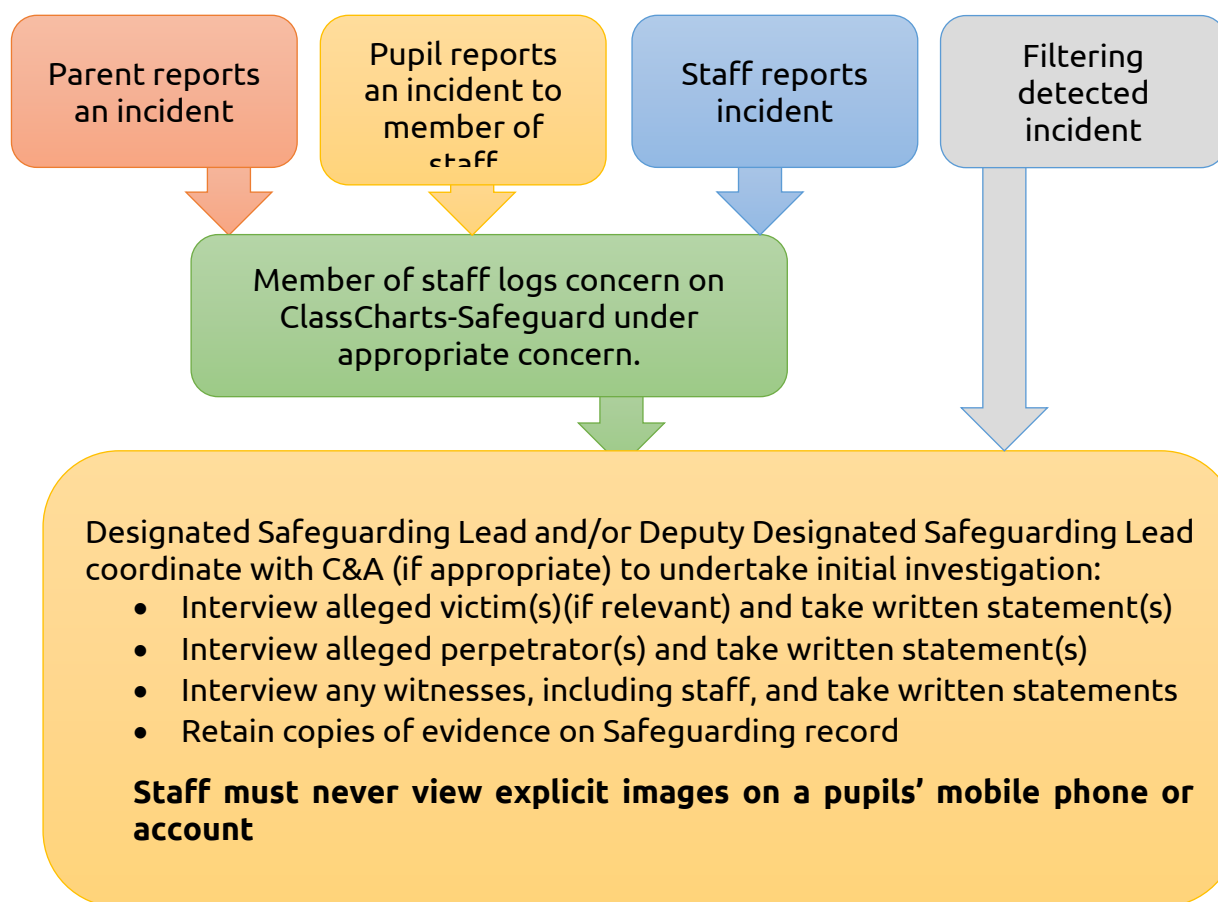 Parent reports
an incident
Pupil reports
an incident to
member of
staff
Staff reports
incident
Filtering
detected
incident
Member of staff logs concern on
ClassCharts-Safeguard under
appropriate concern.
Designated Safeguarding Lead and/or Deputy Designated Safeguarding Lead
coordinate with C&A (if appropriate) to undertake initial investigation:
• Interview alleged victim(s)(if relevant) and take written statement(s)
• Interview alleged perpetrator(s) and take written statement(s)
• Interview any witnesses, including staff, and take written statements
• Retain copies of evidence on Safeguarding record
Staff must never view explicit images on a pupils’ mobile phone or
account